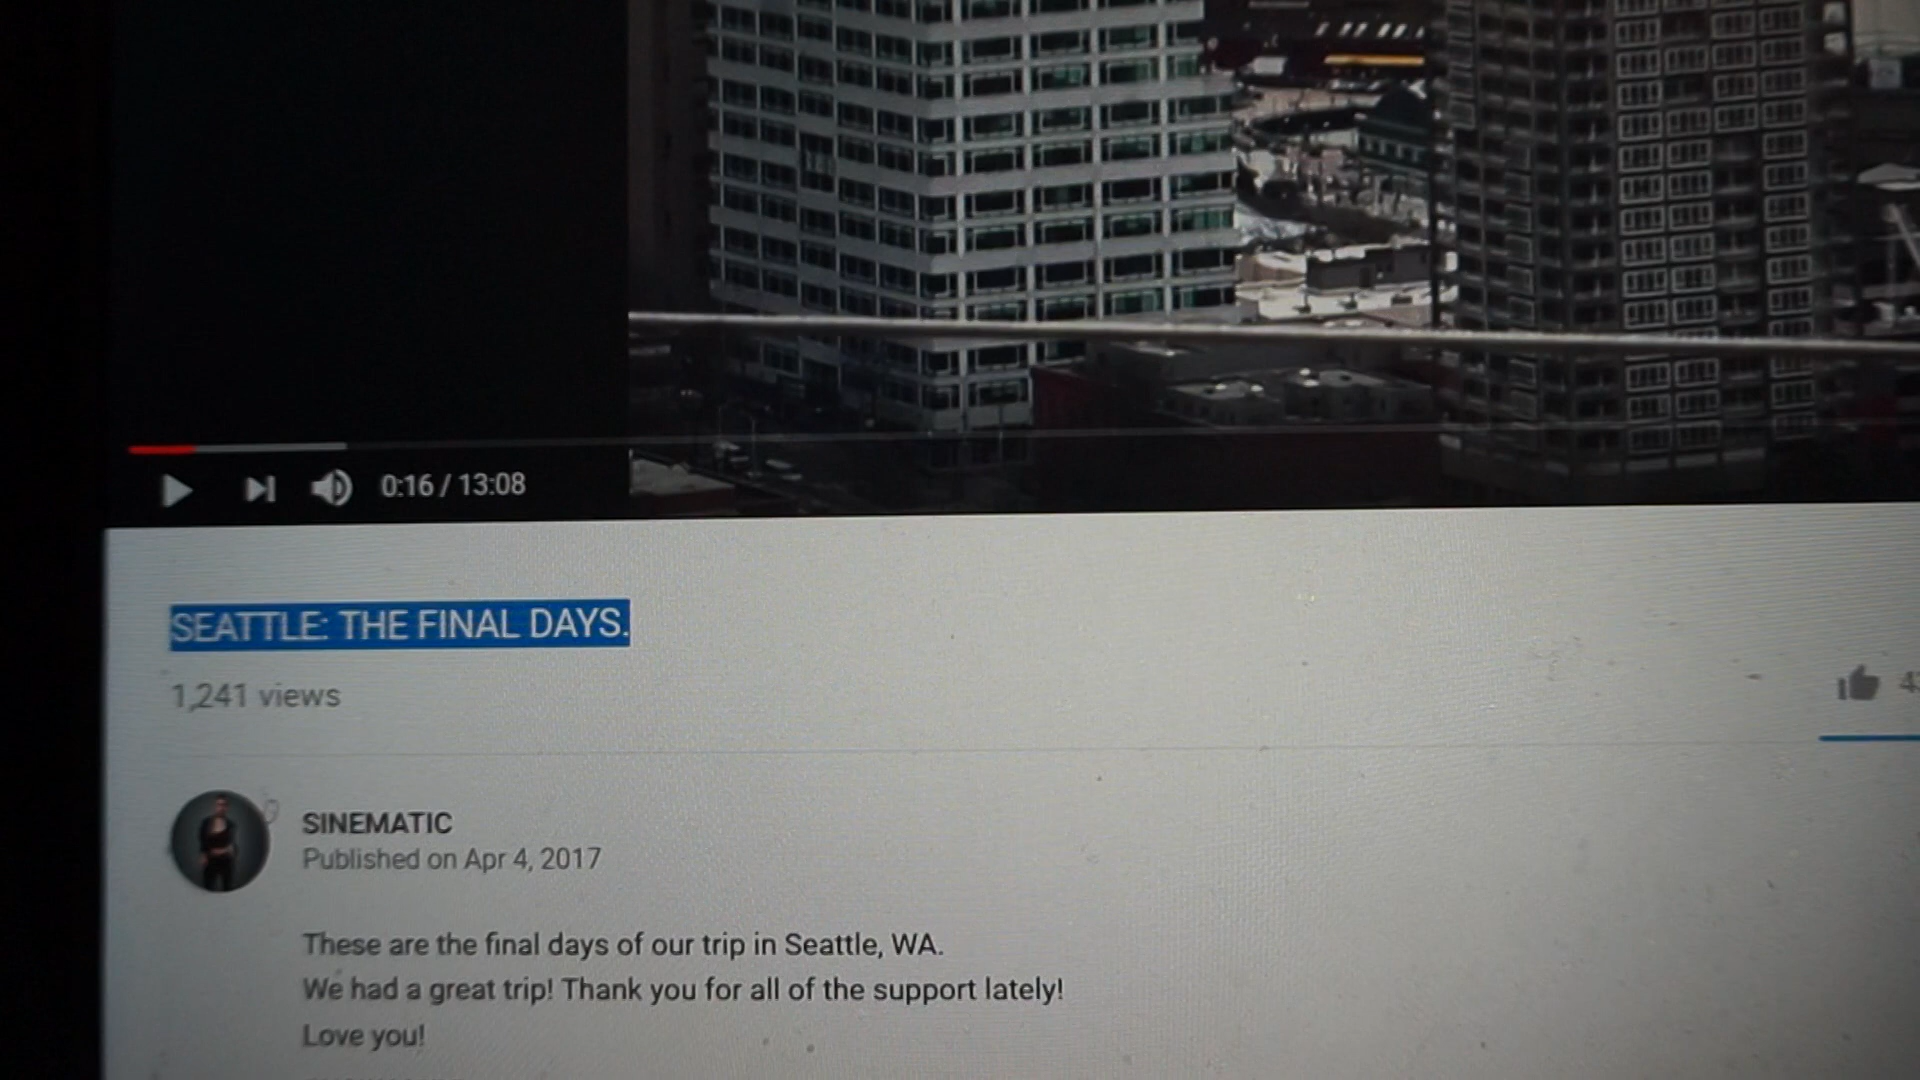 0:16 / 13:08
SEATTLE: THE FINAL DAYS.
1,241 views
SINEMATIC
Published on Apr 4, 2017
These are the final days of our trip in Seattle, WA.
We had a great trip! Thank you for all of the support lately!
Love you!